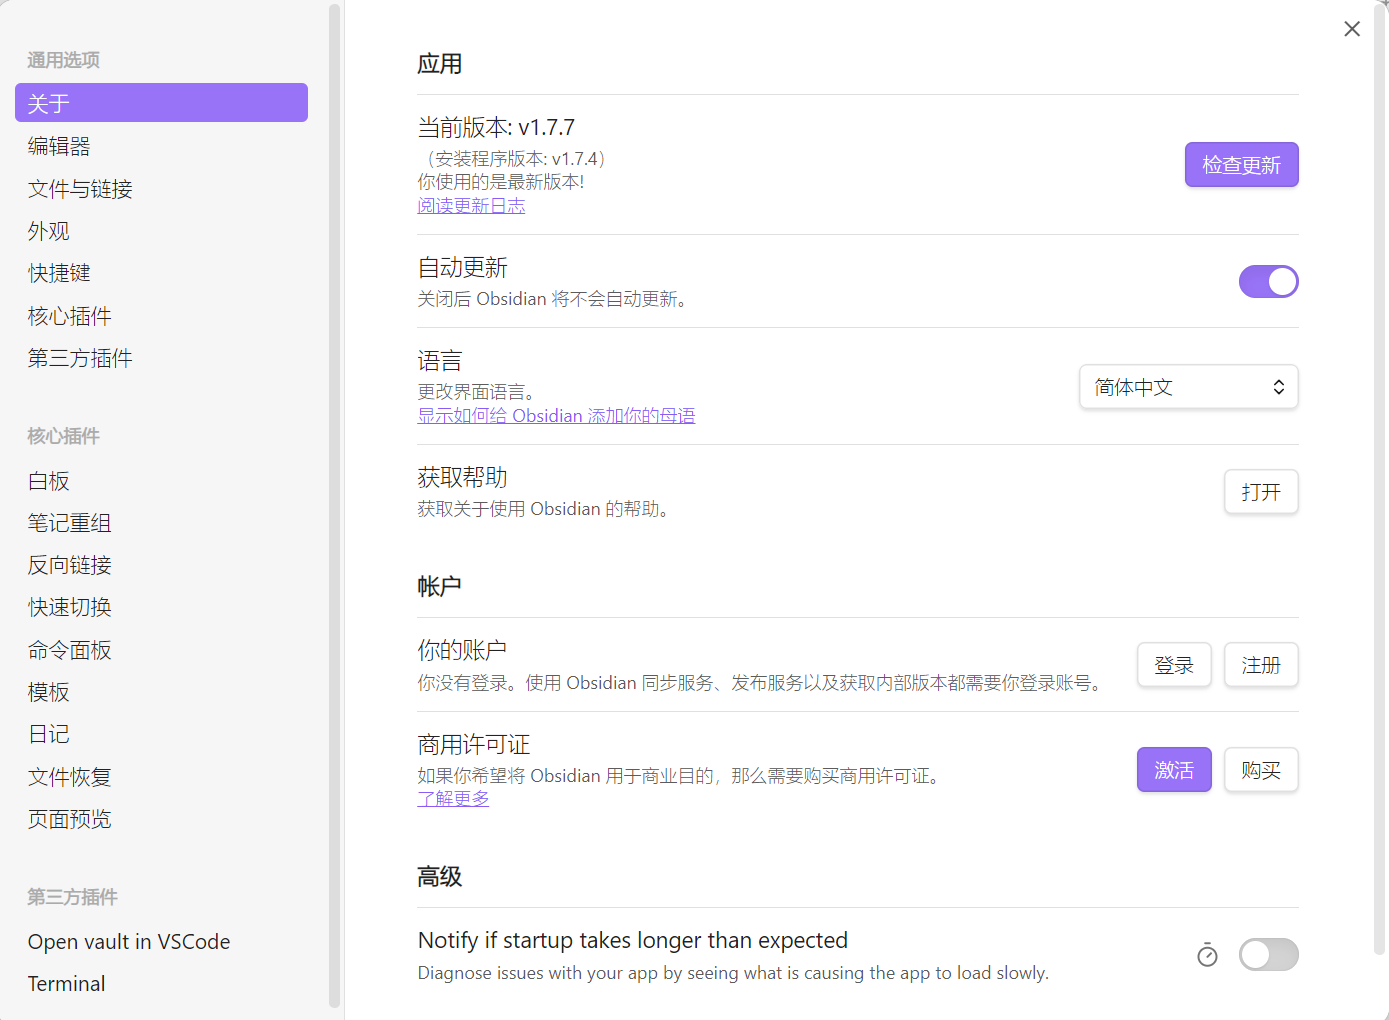 通用选项
关于
编辑器
文件与链接
外观
快捷键
核心插件
第三方插件
核心插件
白板
笔记重组
反向链接
快速切换
命令面板
模板
日记
文件恢复
页面预览
第三方插件
Open vault in VSCode
Terminal
应用
当前版本: v1.7.7
（安装程序版本: v1.7.4）
你使用的是最新版本!
阅读更新日志
检查更新
自动更新
关闭后 Obsidian 将不会自动更新。
语言
更改界面语言。
显示如何给 Obsidian 添加你的母语
简体中文
获取帮助
获取关于使用 Obsidian 的帮助。
打开
帐户
你的账户
你没有登录。使用 Obsidian 同步服务、发布服务以及获取内部版本都需要你登录账号。
登录
注册
商用许可证
如果你希望将 Obsidian 用于商业目的，那么需要购买商用许可证。
了解更多
激活
购买
高级
Notify if startup takes longer than expected
Diagnose issues with your app by seeing what is causing the app to load slowly.